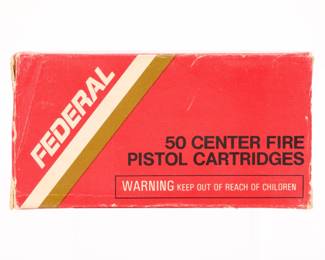 FEDERAL
50 CENTER FIRE
PISTOL CARTRIDGES
WARNING KEEP OUT OF REACH OF CHILDREN